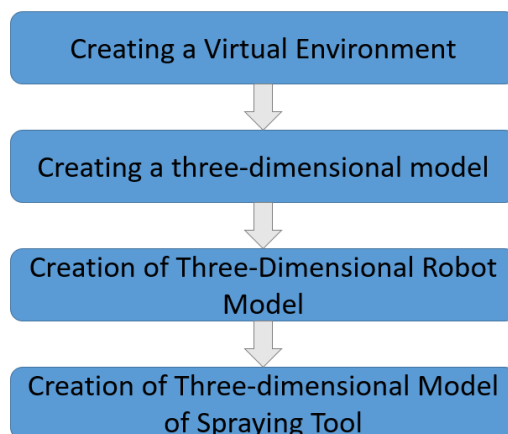 Creating a Virtual Environment
Creating a three-dimensional model
Creation of Three-Dimensional Robot
Model
Creation of Three-dimensional Model
of Spraying Tool